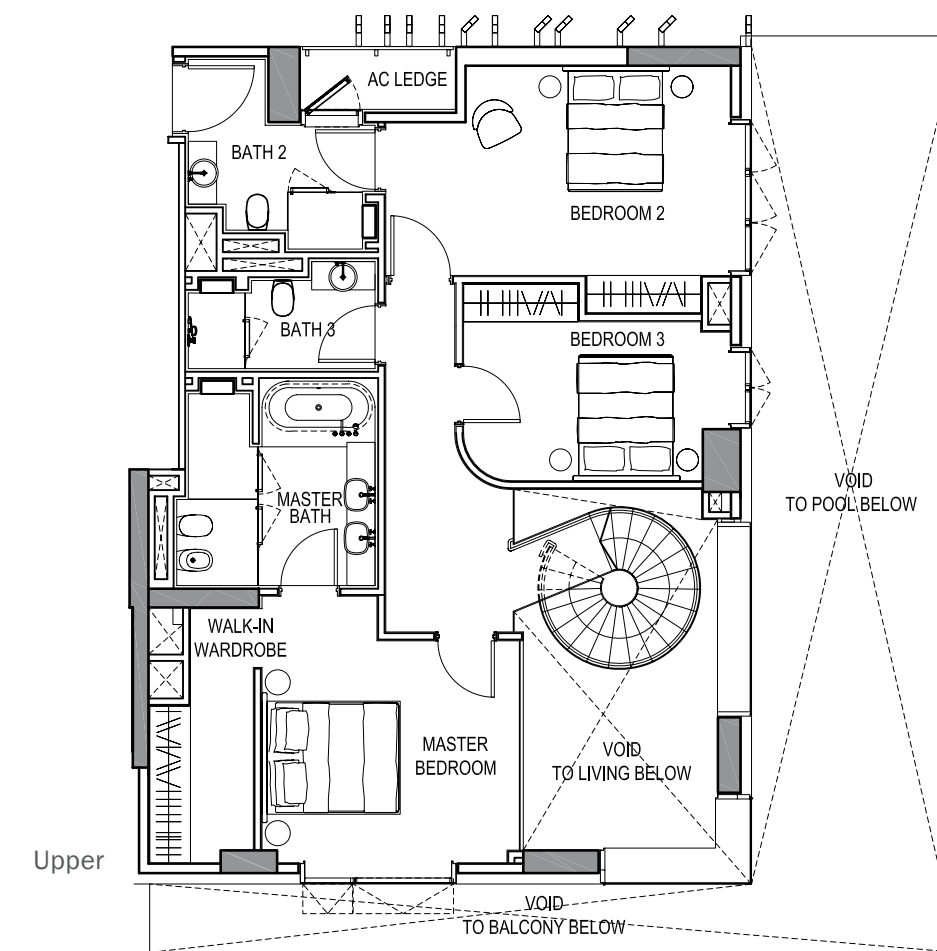 AC LEDGE
BATH 2
BEDROOM 2
BATH 3
BEDROOM 3
MASTER
BATH
VOID
TO POOL BELOW
WALK-IN
WARDROBE
MASTER
BEDROOM
VOID
TO LIVING BELOW
Upper
VOID
TO BALCONY BELOW